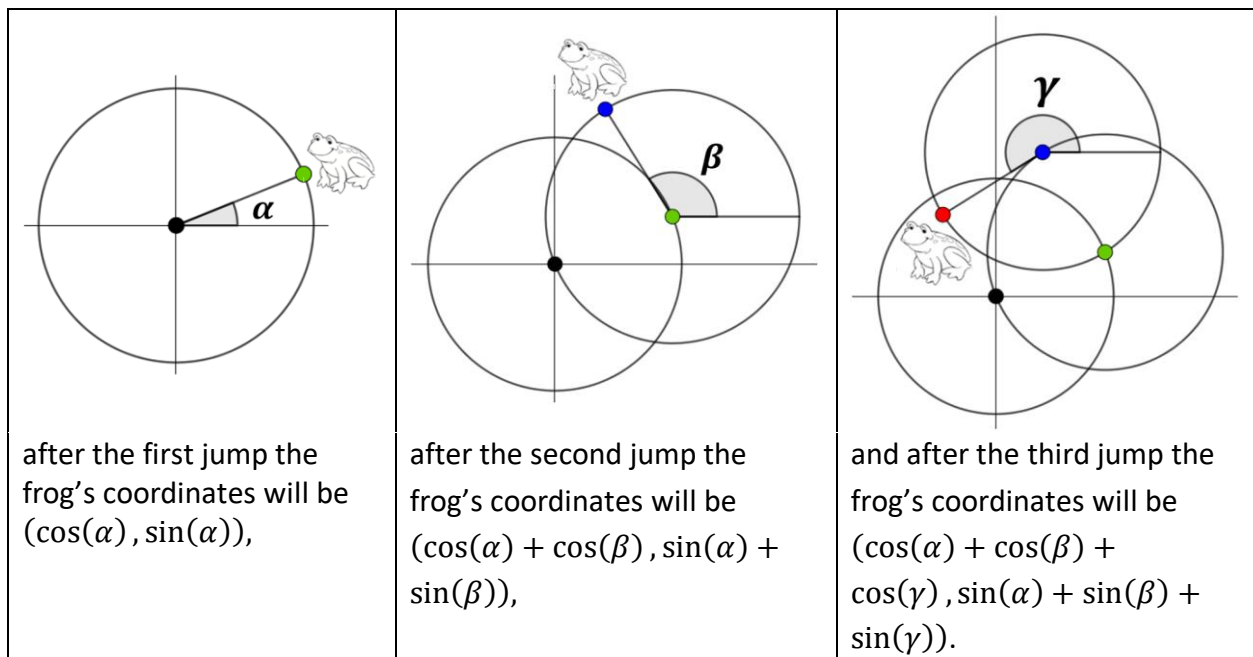 α
β
γ
after the first jump the
frog’s coordinates will be
(cos(α) , sin(α)),
after the second jump the
frog’s coordinates will be
(cos(α) + cos(β) , sin(α) +
sin(β)),
and after the third jump the
frog’s coordinates will be
(cos(α) + cos(β) +
cos(γ) , sin(α) + sin(β) +
sin(γ)).